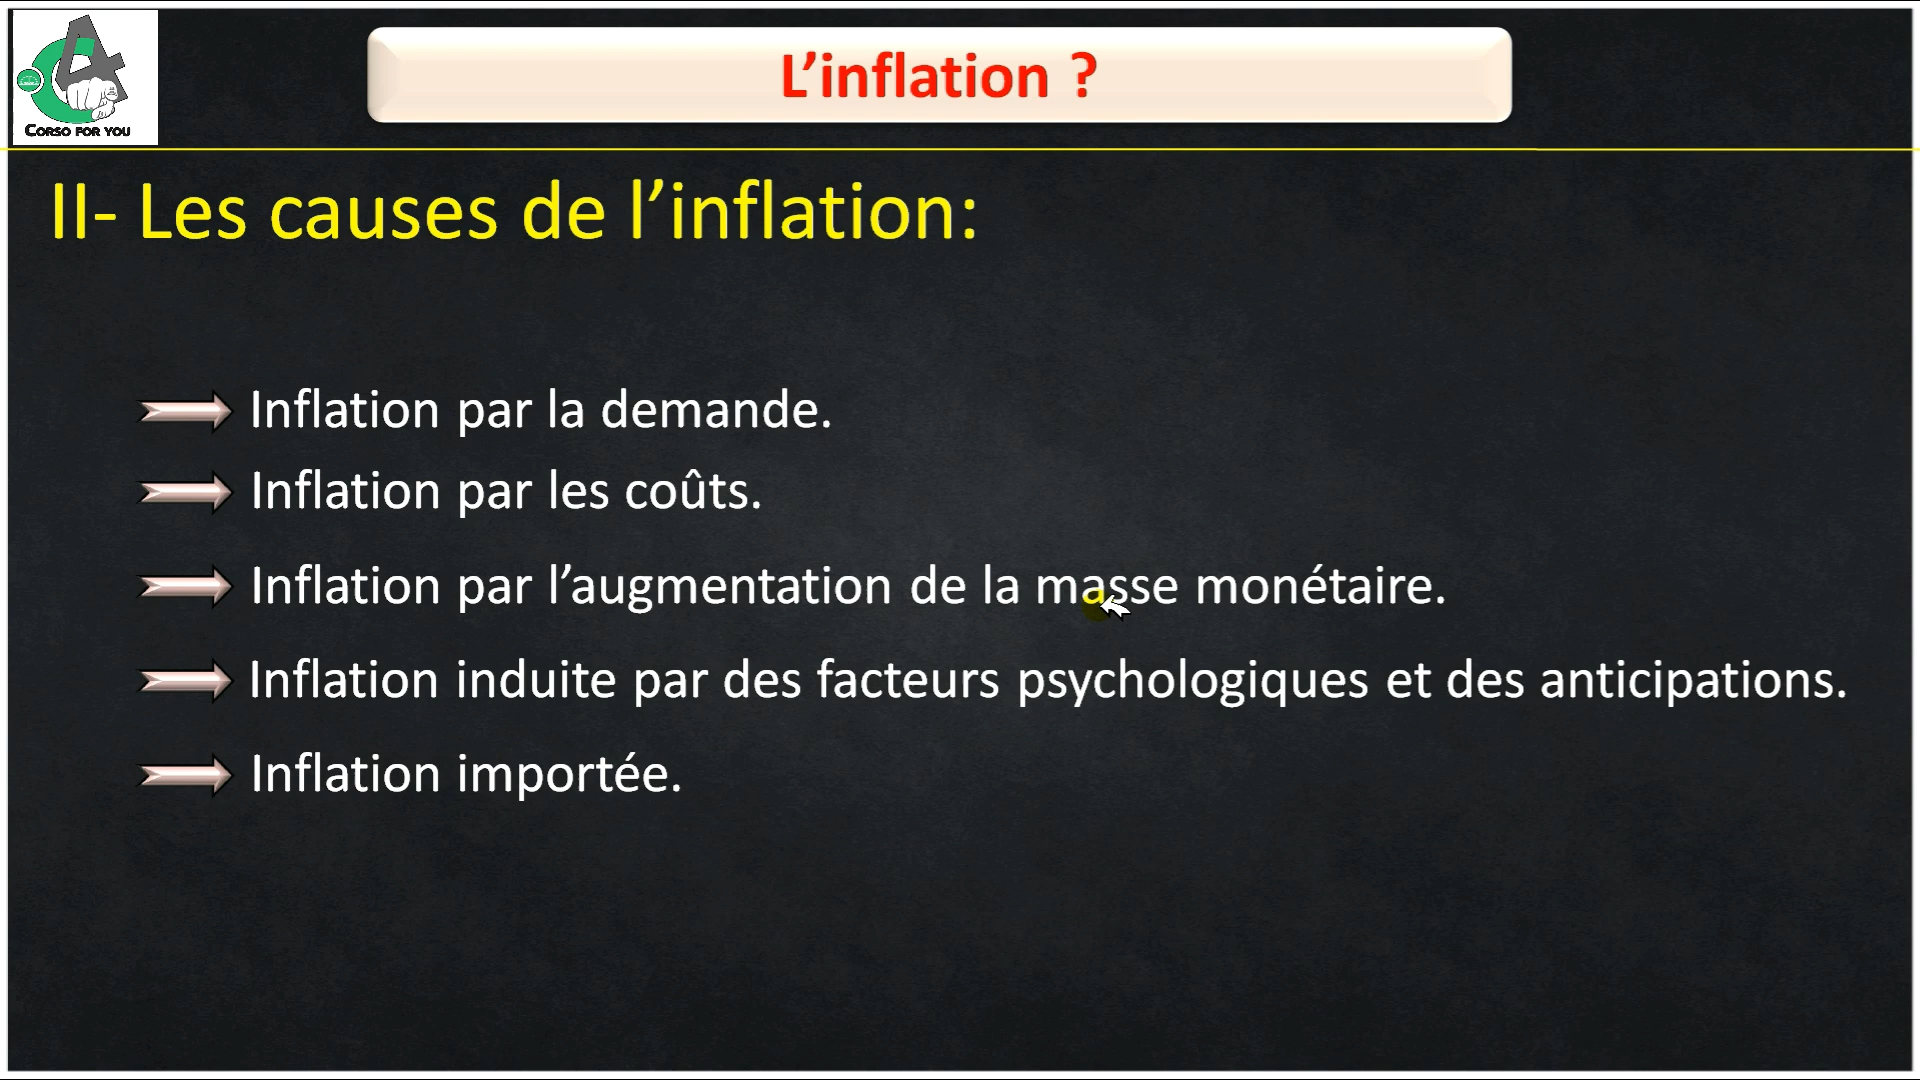 CORSO FOR YOU
L’inflation ?
II- Les causes de l’inflation:
Inflation par la demande.
Inflation par les coûts.
Inflation par l’augmentation de la masse monétaire.
Inflation induite par des facteurs psychologiques et des anticipations.
Inflation importée.